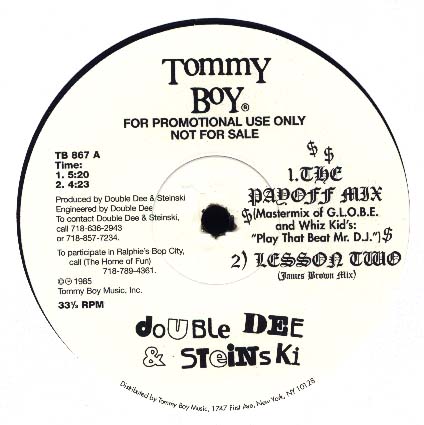 TOMMY
BOY®
FOR PROMOTIONAL USE ONLY
NOT FOR SALE
TB 867 A
Time:
1. 5:20
2. 4:23
Produced by Double Dee & Steinski
Engineered by Double Dee
To contact Double Dee & Steinski,
call 718-636-2943
or 718-857-7234.
To participate in Ralphie's Bop City,
call (The Home of Fun)
718-789-4361.
©℗ 1985
Tommy Boy Music, Inc.
33⅓ RPM
$ $
1. THE
PAYOFF MIX
$(Mastermix of G.L.O.B.E.
and Whiz Kid's:
"Play That Beat Mr. D.J.")$
2) LESSON TWO
(James Brown Mix)
DOUBLE DEE
& STEINSKI
Distributed by Tommy Boy Music, 1747 First Ave, New York, NY 10128